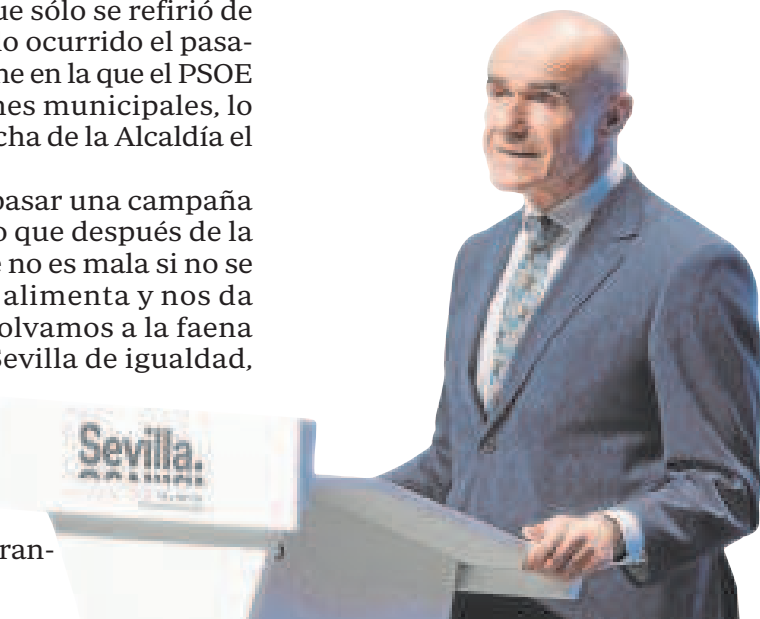 ue sólo se refirió de
lo ocurrido el pasa-
ne en la que el PSOE
nes municipales, lo
cha de la Alcaldía el
pasar una campaña
o que después de la
e no es mala si no se
alimenta y nos da
olvamos a la faena
Sevilla de igualdad,
Sevilla.
ran-